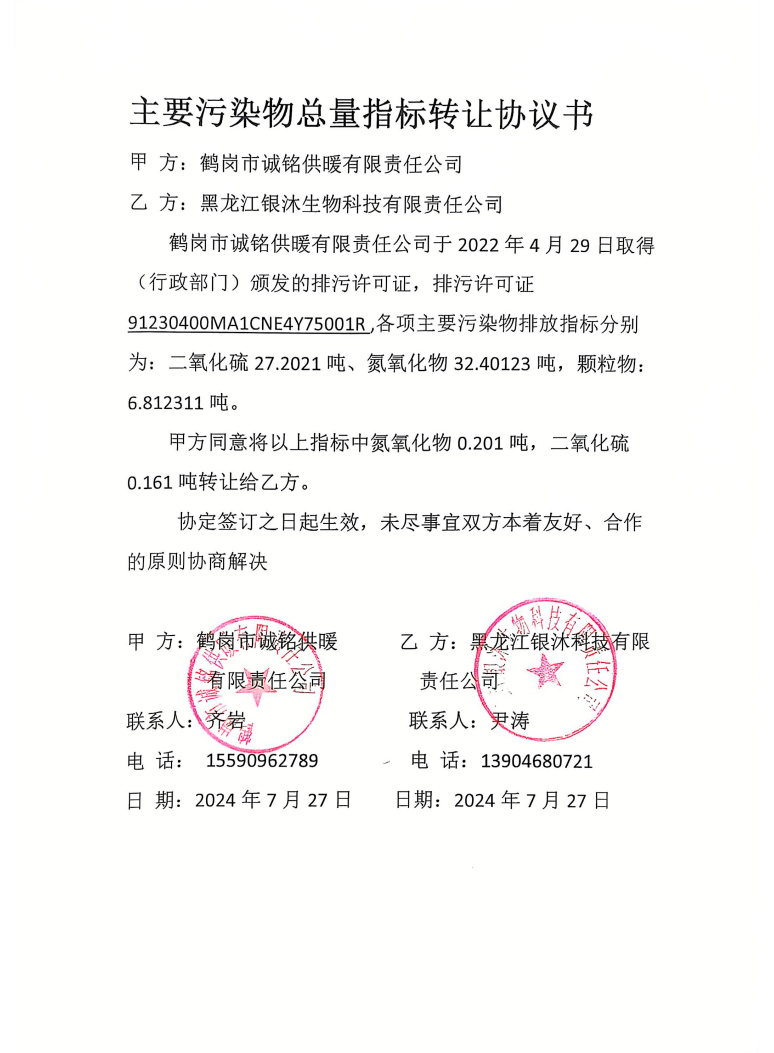 主要污染物总量指标转让协议书
甲 方：鹤岗市诚铭供暖有限责任公司
乙 方：黑龙江银沐生物科技有限责任公司
鹤岗市诚铭供暖有限责任公司于 2022 年 4 月 29 日取得
（行政部门）颁发的排污许可证，排污许可证
91230400MA1CNE4Y75001R ,各项主要污染物排放指标分别
为：二氧化硫 27.2021 吨、氮氧化物 32.40123 吨，颗粒物：
6.812311 吨。
甲方同意将以上指标中氮氧化物 0.201 吨，二氧化硫
0.161 吨转让给乙方。
协定签订之日起生效，未尽事宜双方本着友好、合作
的原则协商解决
甲 方：鹤岗市诚铭供暖 乙 方：黑龙江银沐科技有限
有限责任公司 责任公司
联系人：齐岩 联系人：尹涛
电 话： 15590962789 电 话：13904680721
日 期：2024 年 7 月 27 日 日期：2024 年 7 月 27 日